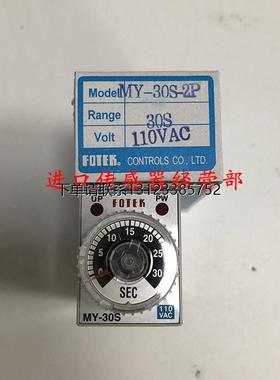 Model MY-30S-2P
Range 30S
Volt 110VAC
FOTEK CONTROLS CO., LTD.
进口传感器经营部
下单请联系13123385752
UP PW
FOTEK
0 5 10 15 20 25 30
SEC
MY-30S
110 VAC